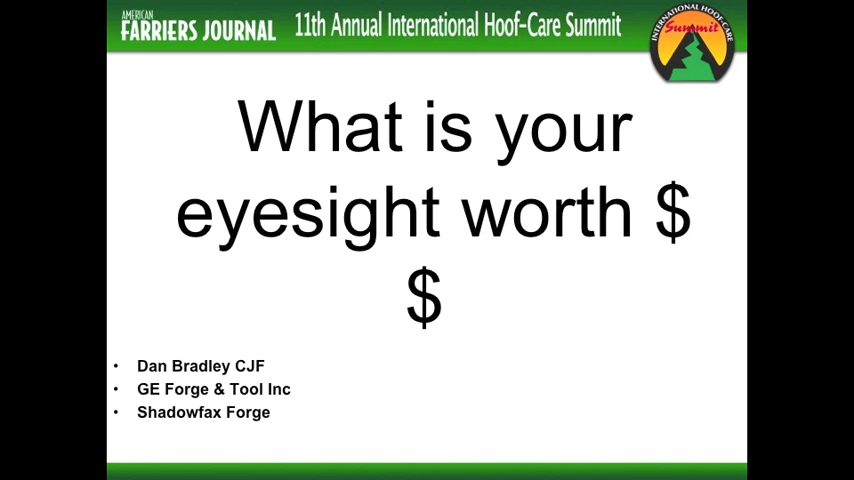 AMERICAN
FARRIERS JOURNAL
11th Annual International Hoof-Care Summit
INTERNATIONAL HOOF-CARE
Summit
What is your
eyesight worth $
$
• Dan Bradley CJF
• GE Forge & Tool Inc
• Shadowfax Forge